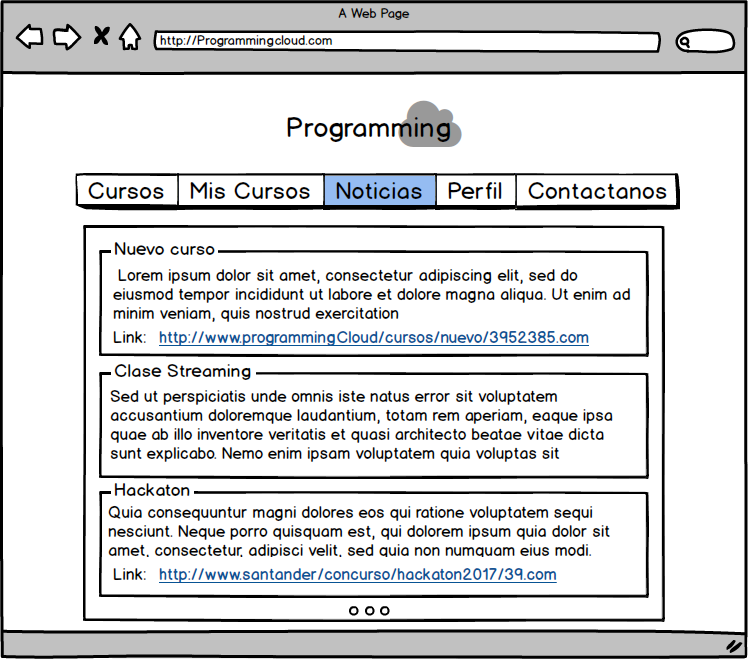 A Web Page
http://Programmingcloud.com
Programming
Cursos Mis Cursos Noticias Perfil Contactanos
Nuevo curso
Lorem ipsum dolor sit amet, consectetur adipiscing elit, sed do
eiusmod tempor incididunt ut labore et dolore magna aliqua. Ut enim ad
minim veniam, quis nostrud exercitation
Link: http://www.programmingCloud/cursos/nuevo/3952385.com
Clase Streaming
Sed ut perspiciatis unde omnis iste natus error sit voluptatem
accusantium doloremque laudantium, totam rem aperiam, eaque ipsa
quae ab illo inventore veritatis et quasi architecto beatae vitae dicta
sunt explicabo. Nemo enim ipsam voluptatem quia voluptas sit
Hackaton
Quia consequuntur magni dolores eos qui ratione voluptatem sequi
nesciunt. Neque porro quisquam est, qui dolorem ipsum quia dolor sit
amet, consectetur, adipisci velit, sed quia non numquam eius modi.
Link: http://www.santander/concurso/hackaton2017/39.com